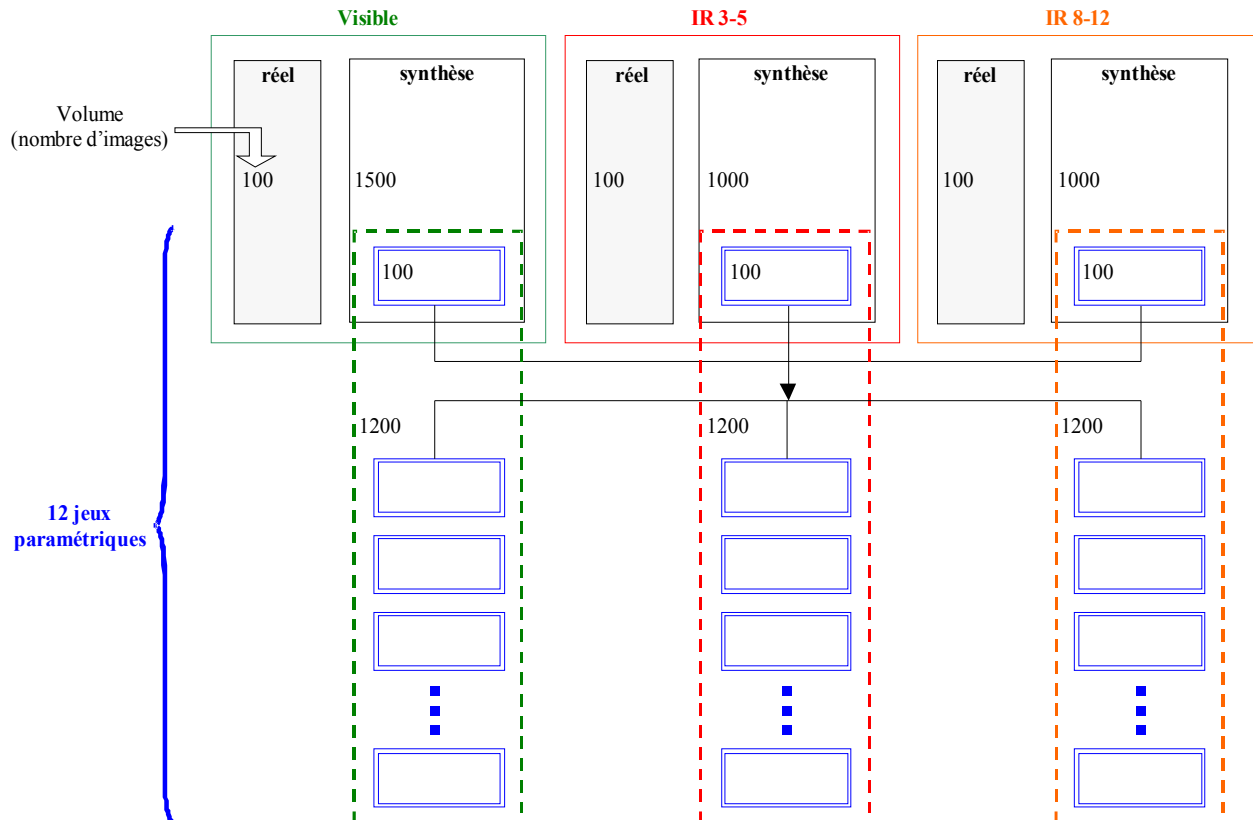 Visible
IR 3-5
IR 8-12
réel
synthèse
réel
synthèse
réel
synthèse
Volume
(nombre d’images)
100
1500
100
1000
100
1000
100
100
100
1200
1200
1200
12 jeux
paramétriques